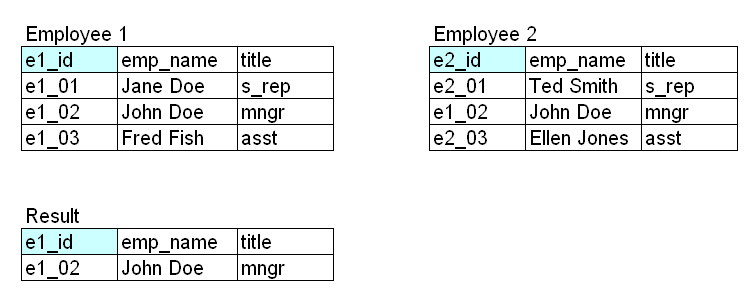 Employee 1
e1_id emp_name title
e1_01 Jane Doe s_rep
e1_02 John Doe mngr
e1_03 Fred Fish asst
Employee 2
e2_id emp_name title
e2_01 Ted Smith s_rep
e1_02 John Doe mngr
e2_03 Ellen Jones asst
Result
e1_id emp_name title
e1_02 John Doe mngr